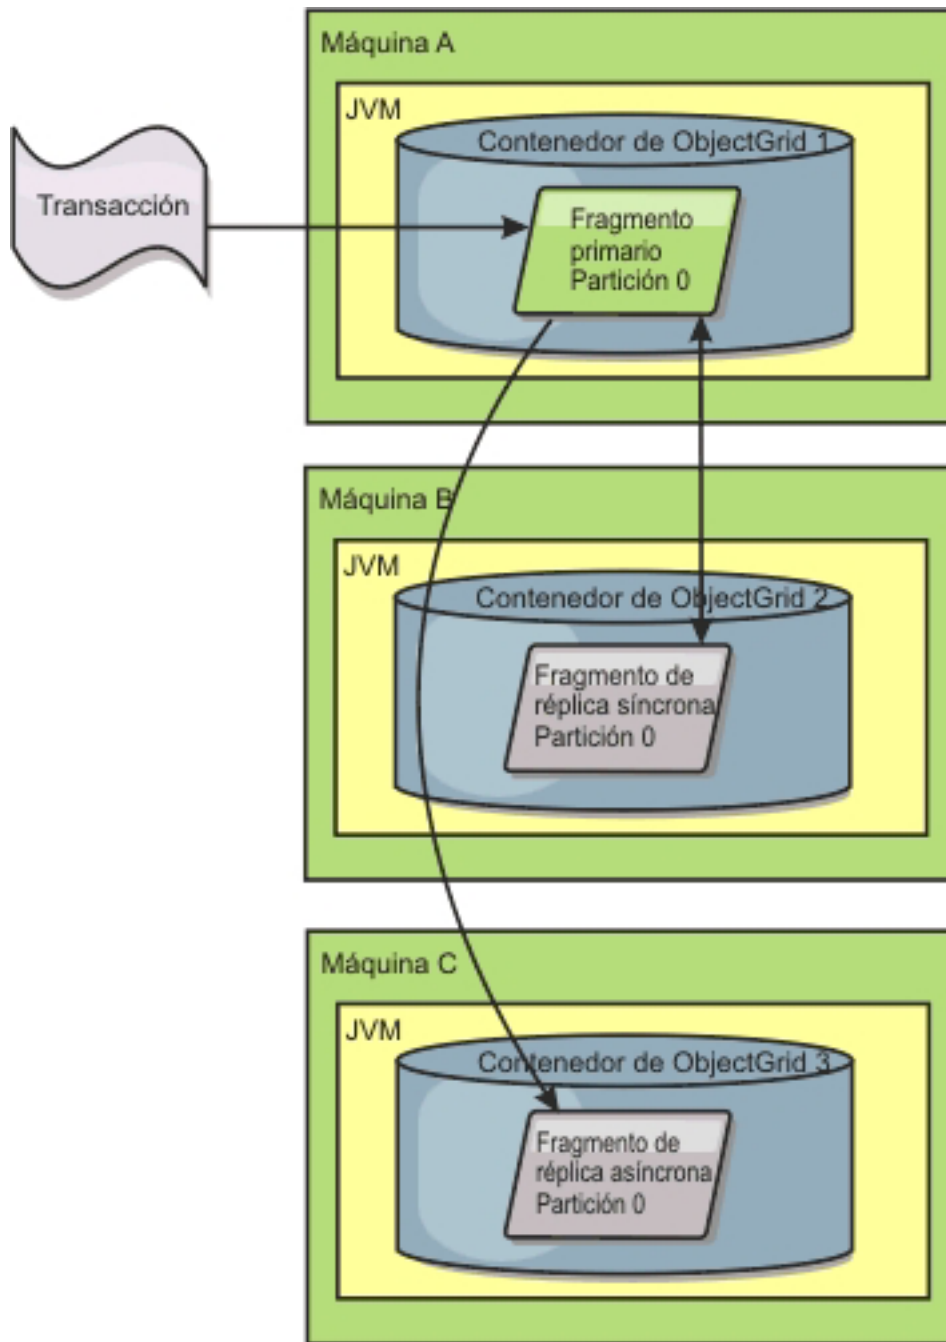 Máquina A
JVM
Contenedor de ObjectGrid 1
Transacción
Fragmento
primario
Partición 0
Máquina B
JVM
Contenedor de ObjectGrid 2
Fragmento de
réplica síncrona
Partición 0
Máquina C
JVM
Contenedor de ObjectGrid 3
Fragmento de
réplica asíncrona
Partición 0